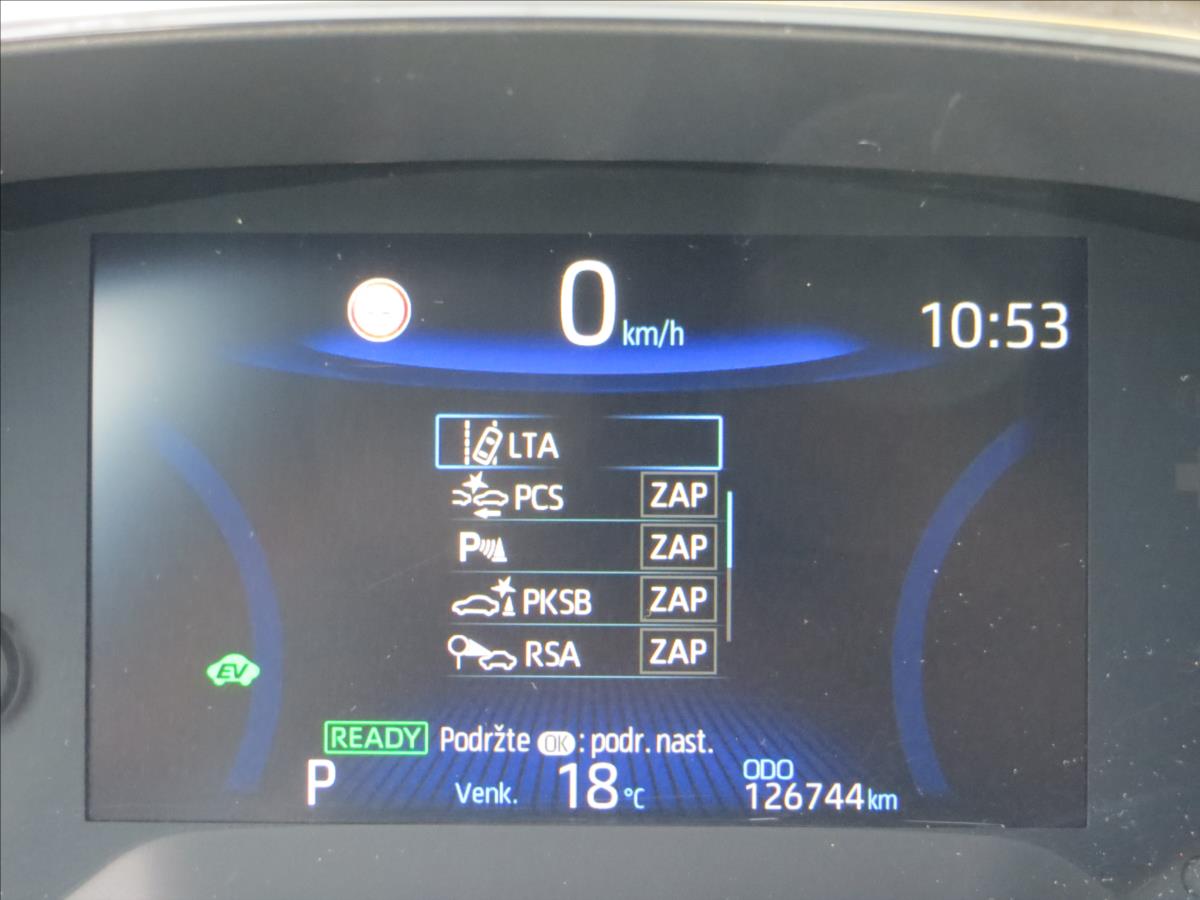 0 km/h
10:53
LTA
PCS ZAP
P ZAP
PKSB ZAP
RSA ZAP
EV
READY Podržte OK : podr. nast.
P Venk. 18 °C
ODO
126744 km